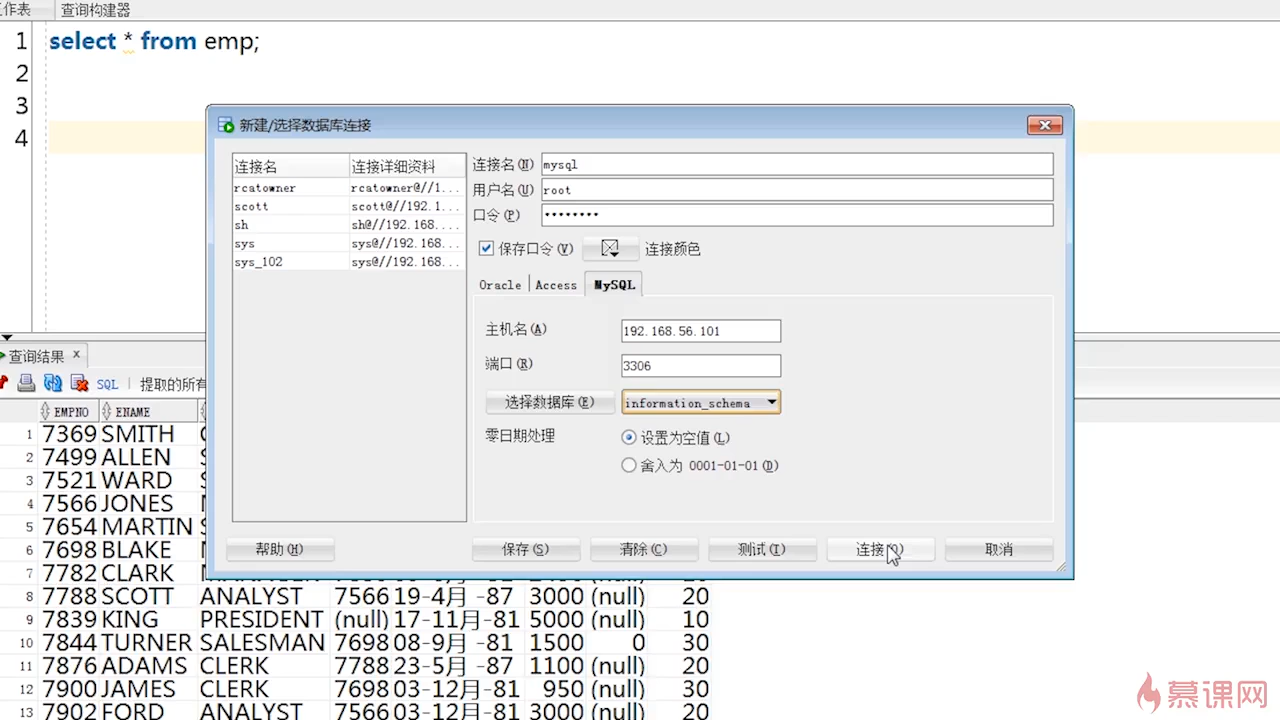 工作表 查询构建器
1 select * from emp;
2
3
4
新建/选择数据库连接
连接名 连接详细资料
rcatowner rcatowner@//1...
scott scott@//192.1...
sh sh@//192.168....
sys sys@//192.168...
sys_102 sys@//192.168...
连接名(N) mysql
用户名(U) root
口令(P) ••••••••
保存口令(V) 连接颜色
Oracle Access MySQL
主机名(A) 192.168.56.101
端口(R) 3306
选择数据库(E) information_schema
零日期处理 设置为空值(L)
舍入为 0001-01-01(D)
帮助(H) 保存(S) 清除(C) 测试(T) 连接(O) 取消
查询结果 x
SQL 提取的所有
EMPNO ENAME
1 7369 SMITH
2 7499 ALLEN
3 7521 WARD
4 7566 JONES
5 7654 MARTIN
6 7698 BLAKE
7 7782 CLARK
8 7788 SCOTT ANALYST 7566 19-4月 -87 3000 (null) 20
9 7839 KING PRESIDENT (null) 17-11月-81 5000 (null) 10
10 7844 TURNER SALESMAN 7698 08-9月 -81 1500 0 30
11 7876 ADAMS CLERK 7788 23-5月 -87 1100 (null) 20
12 7900 JAMES CLERK 7698 03-12月-81 950 (null) 30
13 7902 FORD ANALYST 7566 03-12月-81 3000 (null) 20
慕课网